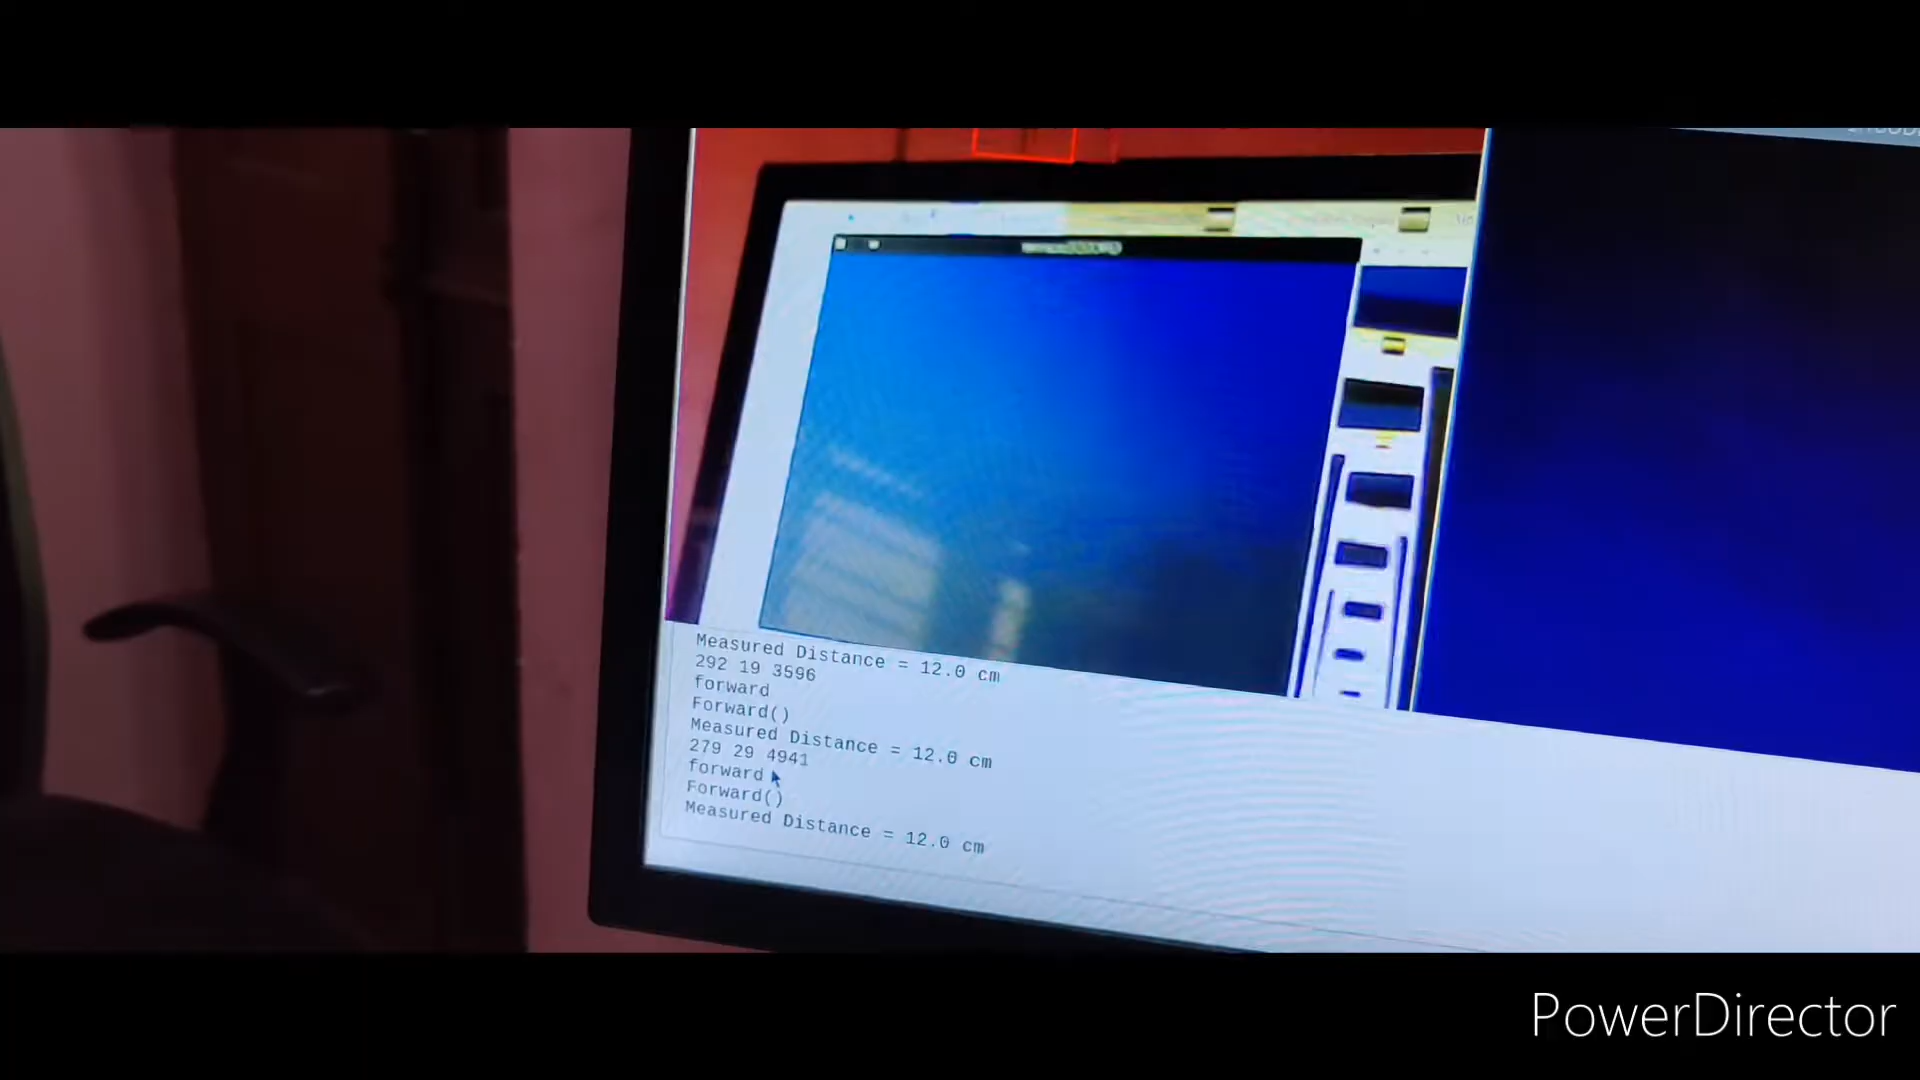 Measured Distance = 12.0 cm
292 19 3596
forward
Forward()
Measured Distance = 12.0 cm
279 29 4941
forward
Forward()
Measured Distance = 12.0 cm
PowerDirector